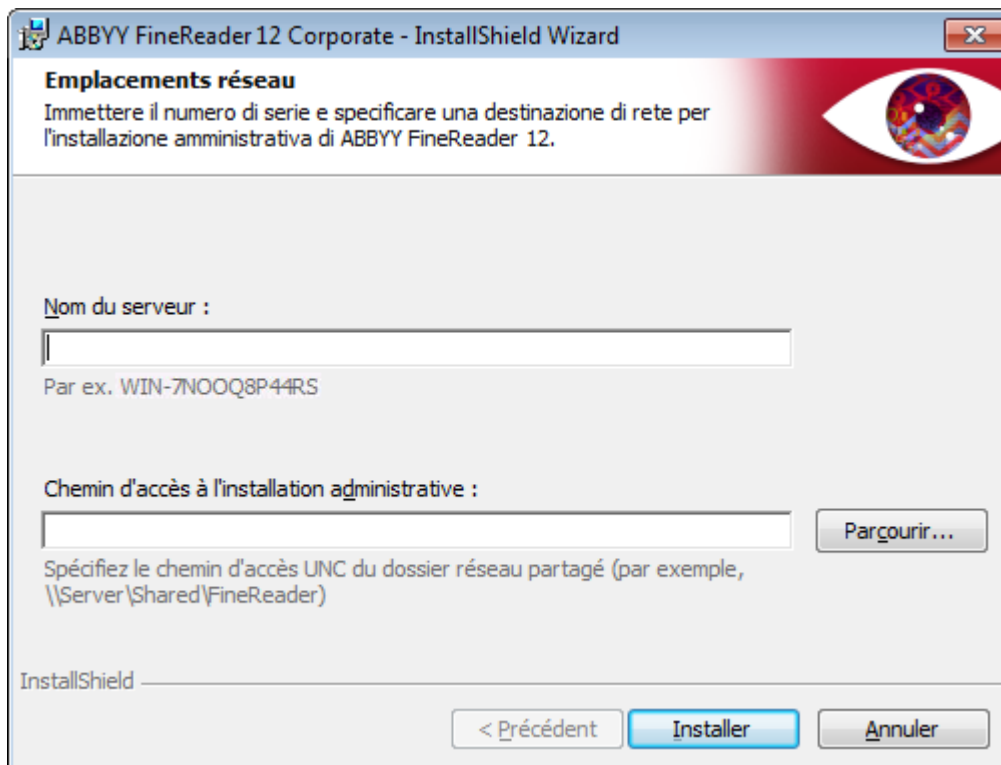 ABBYY FineReader 12 Corporate - InstallShield Wizard
Emplacements réseau
Immettere il numero di serie e specificare una destinazione di rete per
l'installazione amministrativa di ABBYY FineReader 12.
Nom du serveur :
Par ex. WIN-7NOOQ8P44RS
Chemin d'accès à l'installation administrative :
Parcourir...
Spécifiez le chemin d'accès UNC du dossier réseau partagé (par exemple,
\\Server\Shared\FineReader)
InstallShield
< Précédent
Installer
Annuler